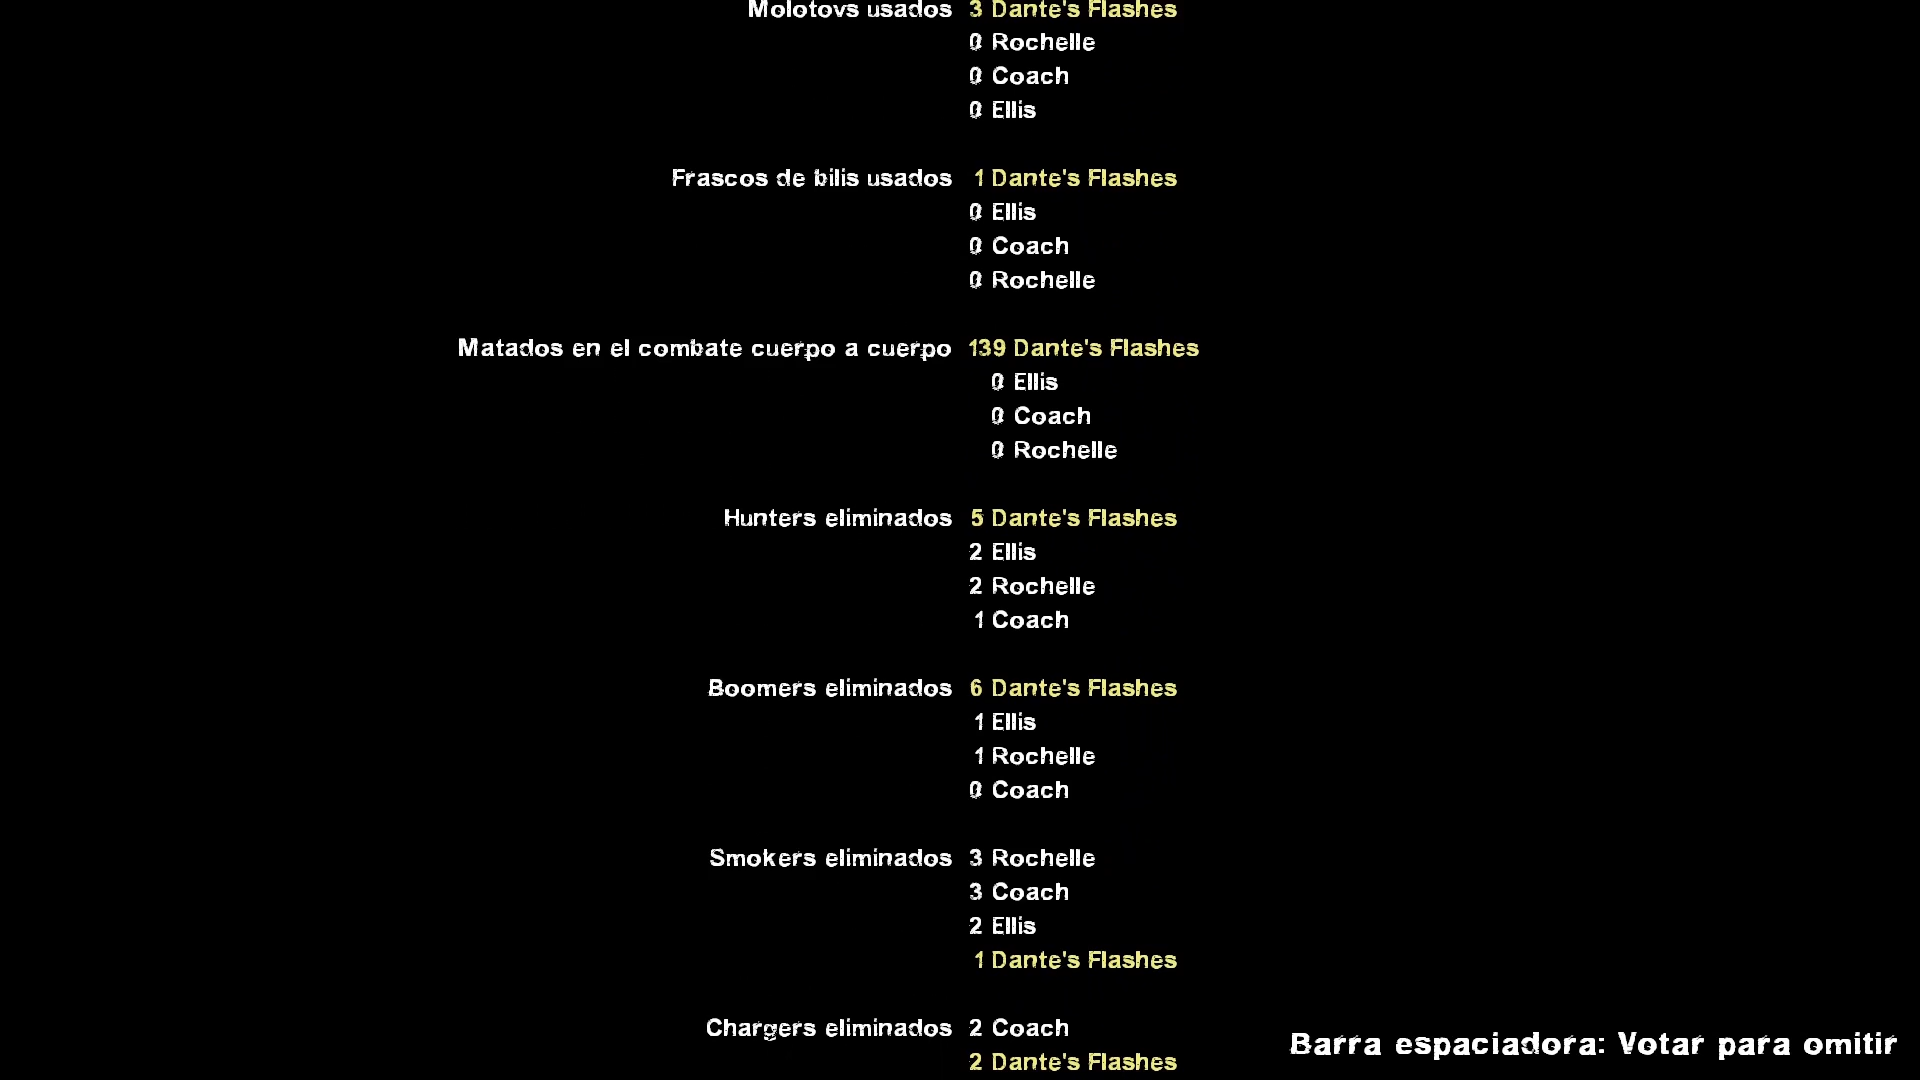 Molotovs usados 3 Dante's Flashes
0 Rochelle
0 Coach
0 Ellis
Frascos de bilis usados 1 Dante's Flashes
0 Ellis
0 Coach
0 Rochelle
Matados en el combate cuerpo a cuerpo 139 Dante's Flashes
0 Ellis
0 Coach
0 Rochelle
Hunters eliminados 5 Dante's Flashes
2 Ellis
2 Rochelle
1 Coach
Boomers eliminados 6 Dante's Flashes
1 Ellis
1 Rochelle
0 Coach
Smokers eliminados 3 Rochelle
3 Coach
2 Ellis
1 Dante's Flashes
Chargers eliminados 2 Coach
2 Dante's Flashes
Barra espaciadora: Votar para omitir